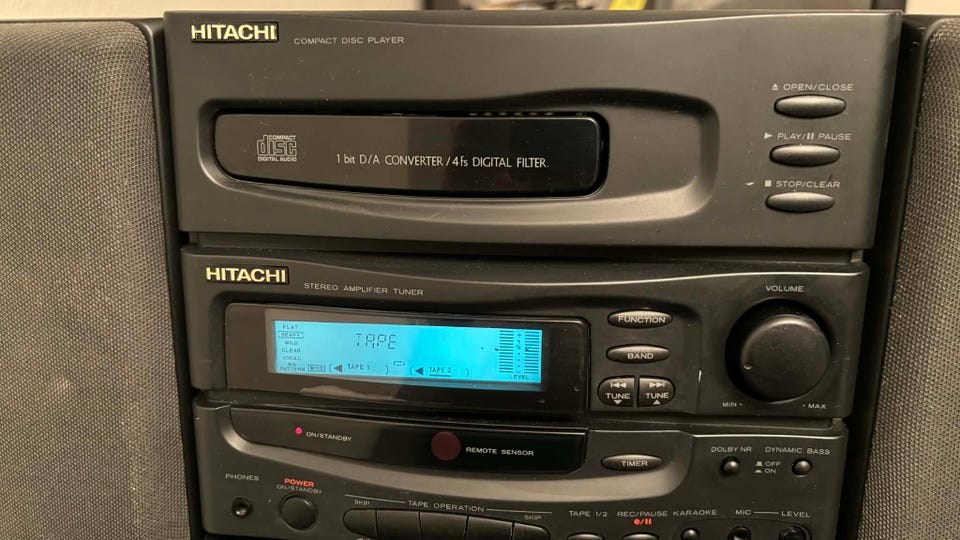 HITACHI COMPACT DISC PLAYER
▲ OPEN/CLOSE
COMPACT
disc
DIGITAL AUDIO
1 bit D/A CONVERTER / 4fs DIGITAL FILTER.
▶ PLAY/❚❚ PAUSE
■ STOP/CLEAR
HITACHI STEREO AMPLIFIER TUNER
VOLUME
FLAT
HEAVY
MILD
CLEAR
VOCAL
EQ
PATTERN
TAPE
TAPE 1
TAPE 2
LEVEL
FUNCTION
BAND
TUNE
TUNE
MIN
MAX
ON/STANDBY
REMOTE SENSOR
TIMER
DOLBY NR
DYNAMIC BASS
OFF
ON
PHONES
POWER
ON/STANDBY
SKIP
TAPE OPERATION
SKIP
TAPE 1/2
REC/PAUSE
KARAOKE
MIC
LEVEL